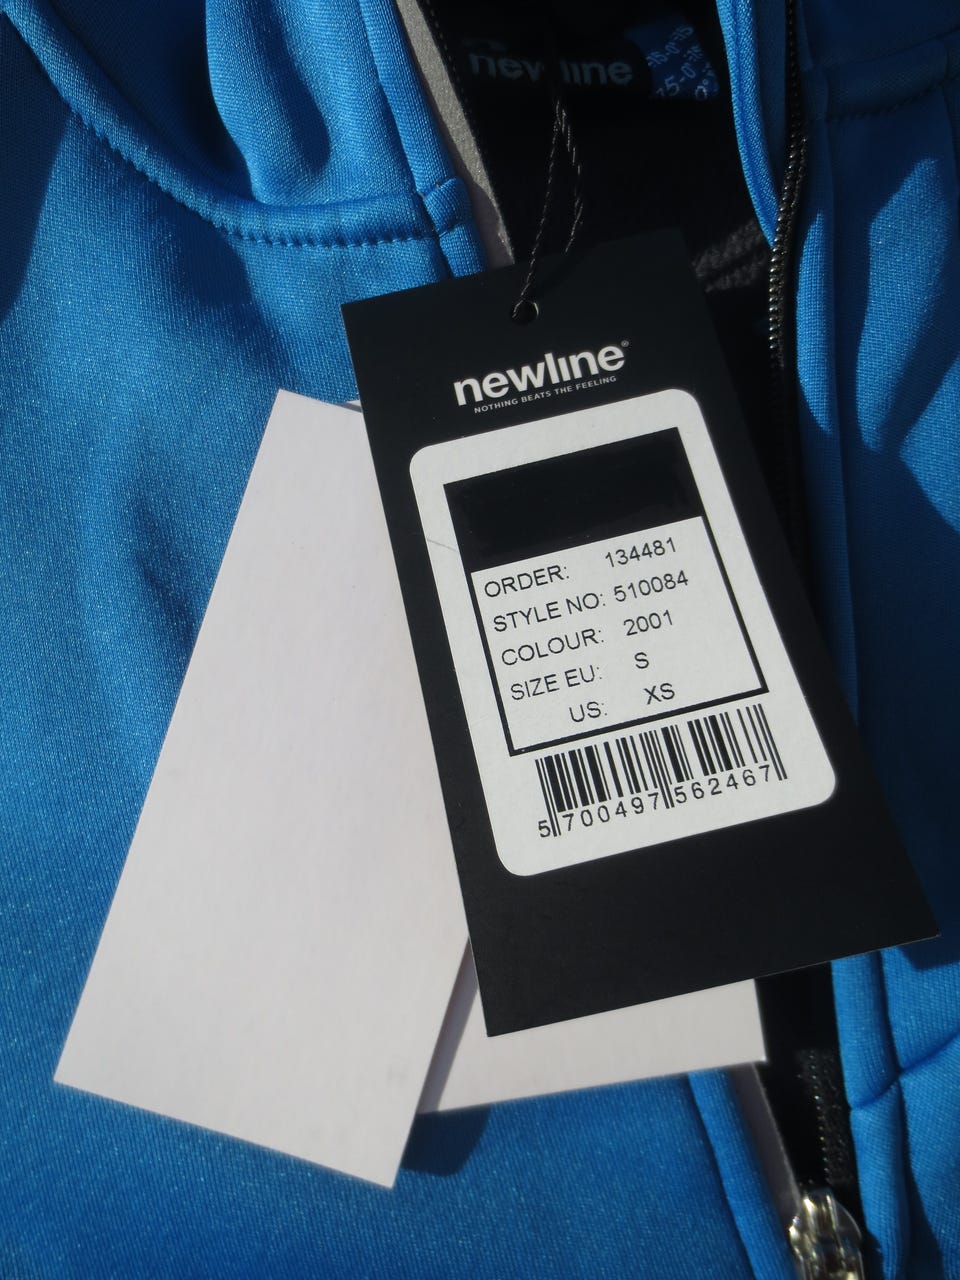 newline
newline®
NOTHING BEATS THE FEELING
ORDER: 134481
STYLE NO: 510084
COLOUR: 2001
SIZE EU: S
US: XS
5 700497 562467